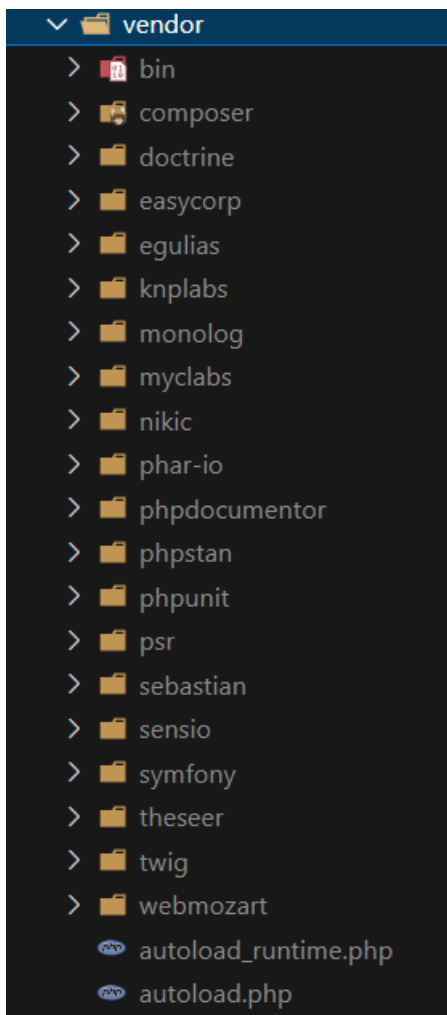 vendor
bin
composer
doctrine
easycorp
egulias
knplabs
monolog
myclabs
nikic
phar-io
phpdocumentor
phpstan
phpunit
psr
sebastian
sensio
symfony
theseer
twig
webmozart
autoload_runtime.php
autoload.php